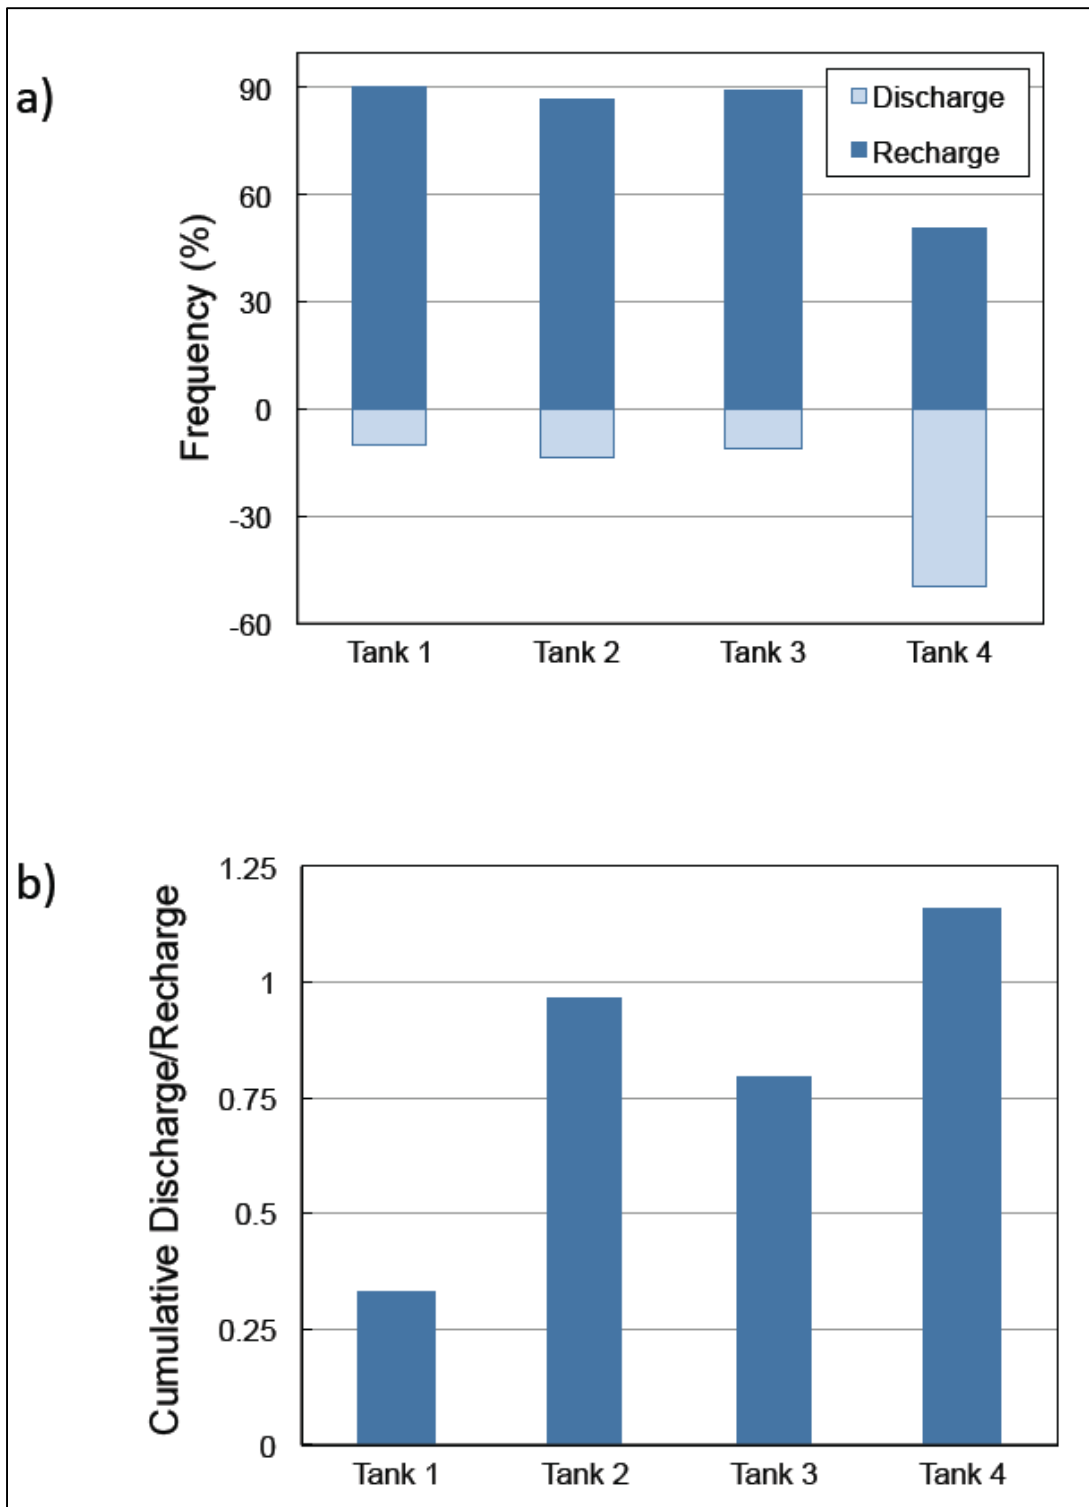 a)
Frequency (%)
90
60
30
0
-30
-60
Discharge
Recharge
Tank 1 Tank 2 Tank 3 Tank 4
b)
Cumulative Discharge/Recharge
1.25
1
0.75
0.5
0.25
0
Tank 1 Tank 2 Tank 3 Tank 4